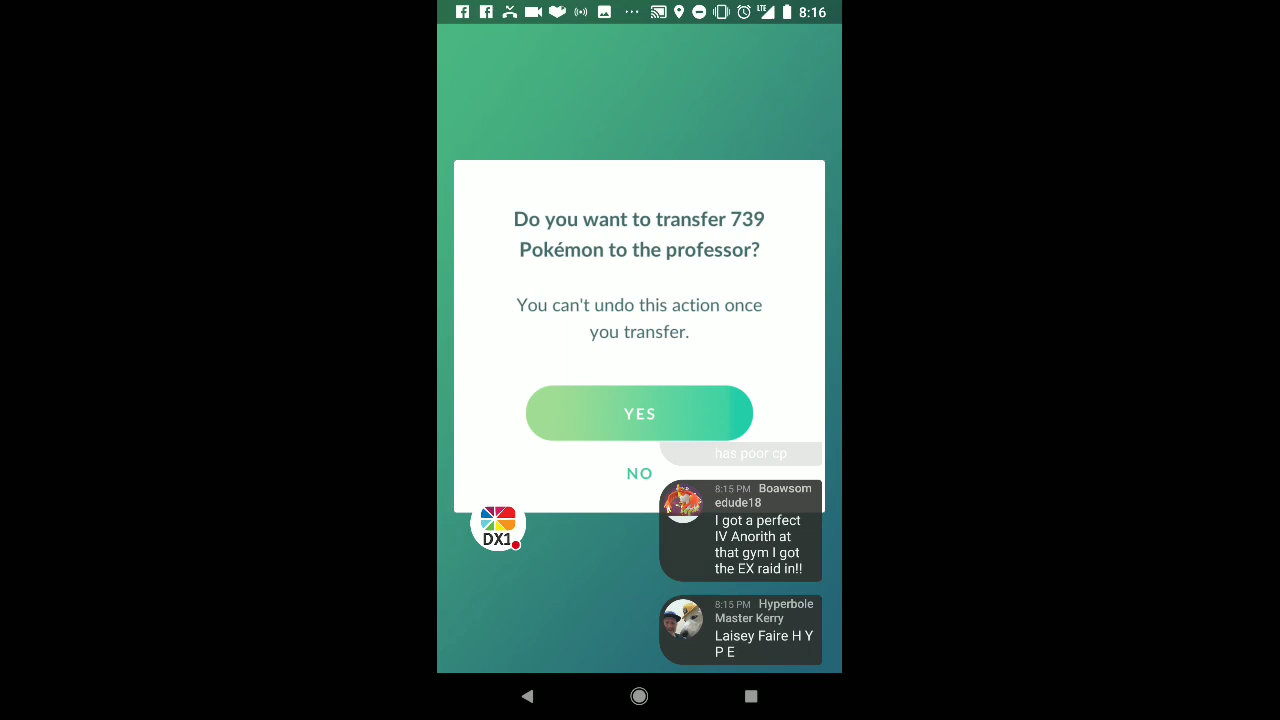 LTE 8:16
Do you want to transfer 739
Pokémon to the professor?
You can't undo this action once
you transfer.
YES
has poor cp
NO
8:15 PM Boawsom
edude18
I got a perfect
IV Anorith at
that gym I got
the EX raid in!!
DX1
8:15 PM Hyperbole
Master Kerry
Laisey Faire H Y
P E